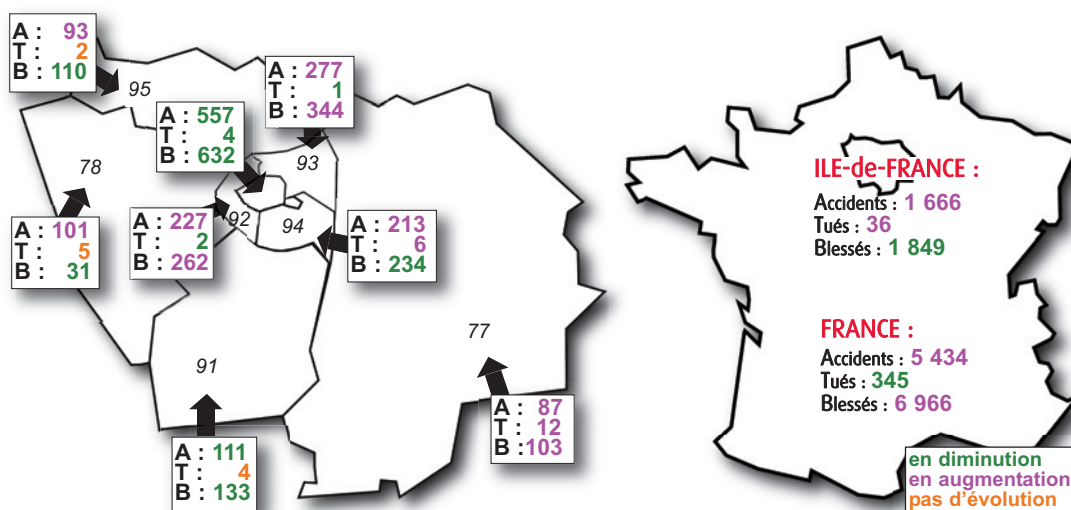 A : 93
T : 2
B : 110
95
A : 277
T : 1
B : 344
A : 557
T : 4
B : 632
93
78
A : 101
T : 5
B : 31
A : 227
T : 2
B : 262
92
94
A : 213
T : 6
B : 234
91
77
A : 111
T : 4
B : 133
A : 87
T : 12
B : 103
ILE-de-FRANCE :
Accidents : 1 666
Tués : 36
Blessés : 1 849
FRANCE :
Accidents : 5 434
Tués : 345
Blessés : 6 966
en diminution
en augmentation
pas d'évolution